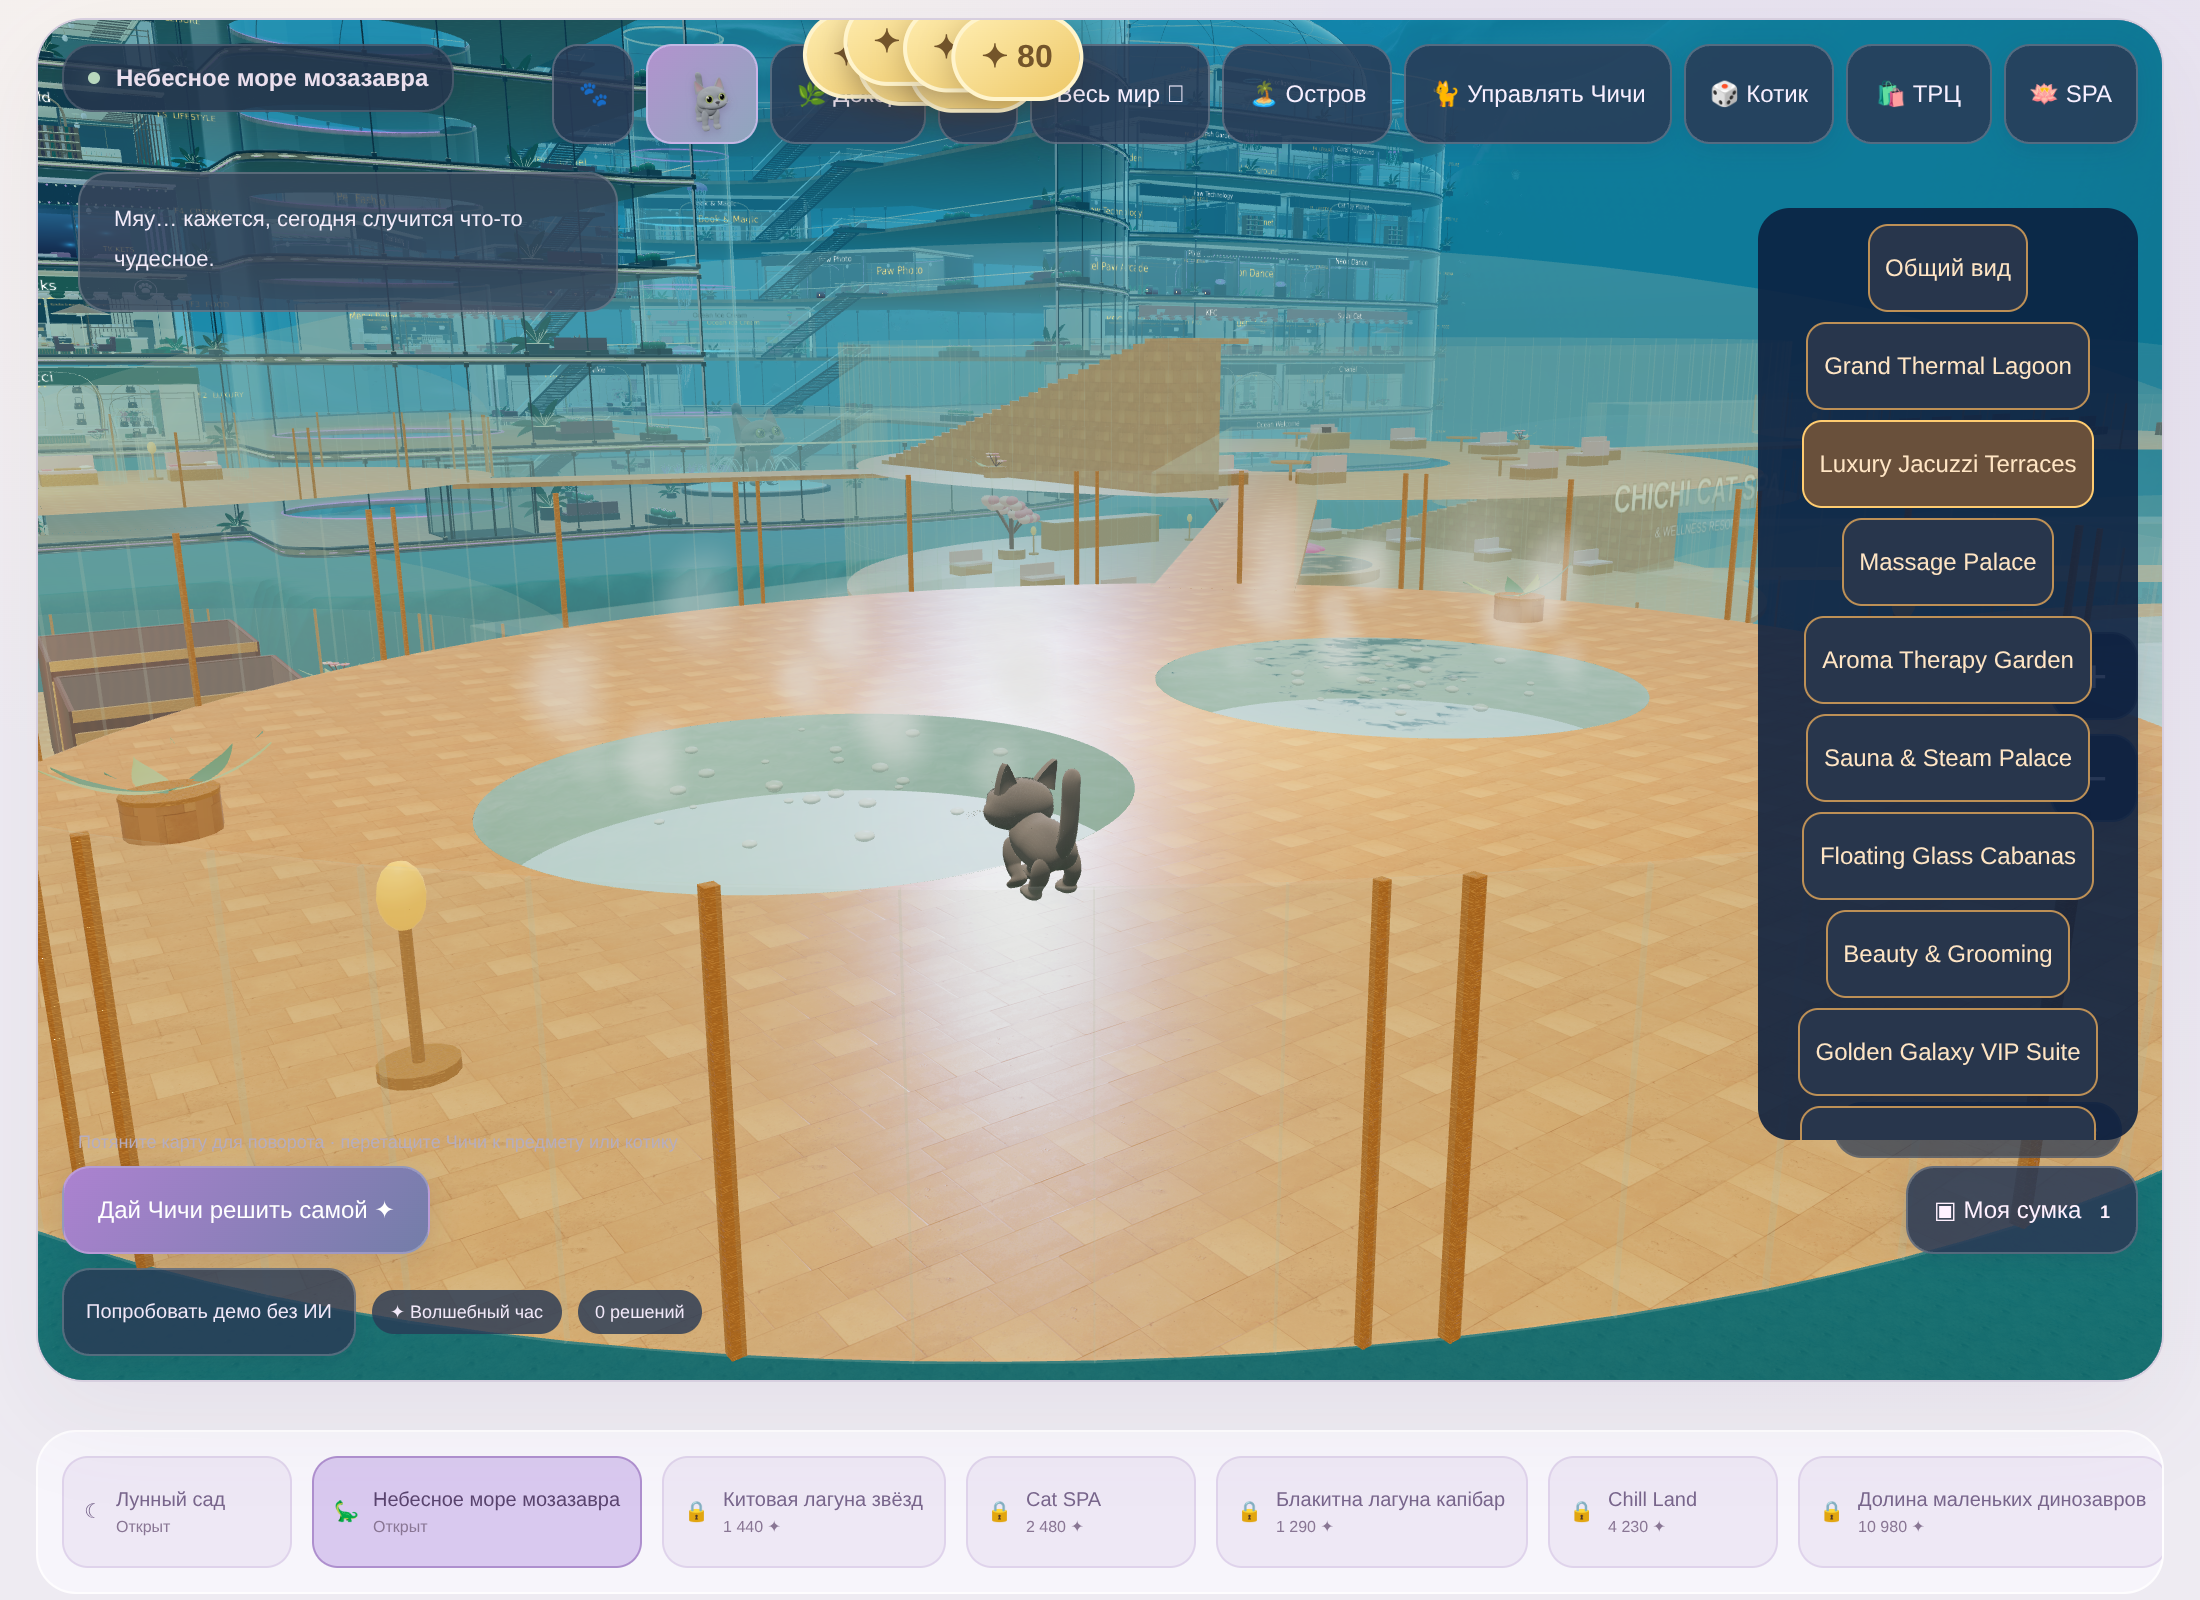 Небесное море мозазавра
✦ 80
Весь мир
🏝️ Остров
🐈 Управлять Чичи
🎲 Котик
🛍️ ТРЦ
🪷 SPA
Мяу… кажется, сегодня случится что-то
чудесное.
Общий вид
Grand Thermal Lagoon
Luxury Jacuzzi Terraces
Massage Palace
Aroma Therapy Garden
Sauna & Steam Palace
Floating Glass Cabanas
Beauty & Grooming
Golden Galaxy VIP Suite
LIFESTYLE
Paw Photo
CHICHI CAT SPA
Дай Чичи решить самой ✦
▣ Моя сумка 1
Попробовать демо без ИИ
✦ Волшебный час
0 решений
☾ Лунный сад
Открыт
🦕 Небесное море мозазавра
Открыт
🔒 Китовая лагуна звёзд
1 440 ✦
🔒 Cat SPA
2 480 ✦
🔒 Блакитна лагуна капібар
1 290 ✦
🔒 Chill Land
4 230 ✦
🔒 Долина маленьких динозавров
10 980 ✦